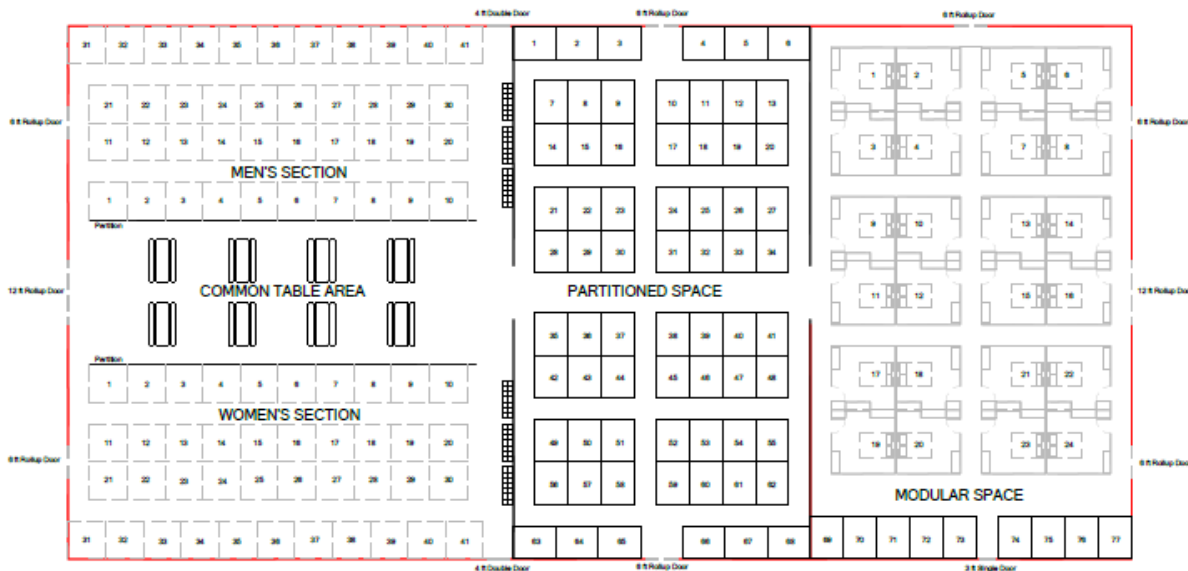 4 ft Double Door
8 ft Rollup Door
6 ft Rollup Door
31 32 33 34 35 36 37 38 39 40 41
1 2 3 4 5 6
1 2 5 6
21 22 23 24 25 26 27 28 29 30
7 8 9 10 11 12 13
6 ft Rollup Door
6 ft Rollup Door
11 12 13 14 15 16 17 18 19 20
14 15 16 17 18 19 20
3 4 7 8
MEN'S SECTION
1 2 3 4 5 6 7 8 9 10
21 22 23 24 25 26 27
Partition
9 10 13 14
28 29 30 31 32 33 34
12 ft Rollup Door
COMMON TABLE AREA
PARTITIONED SPACE
11 12 15 16
12 ft Rollup Door
35 36 37 38 39 40 41
Partition
42 43 44 45 46 47 48
17 18 21 22
1 2 3 4 5 6 7 8 9 10
WOMEN'S SECTION
11 12 13 14 15 16 17 18 19 20
49 50 51 52 53 54 55
19 20 23 24
6 ft Rollup Door
6 ft Rollup Door
21 22 23 24 25 26 27 28 29 30
56 57 58 59 60 61 62
MODULAR SPACE
31 32 33 34 35 36 37 38 39 40 41
63 64 65 66 67 68
69 70 71 72 73 74 75 76 77
4 ft Double Door
8 ft Rollup Door
3 ft Single Door